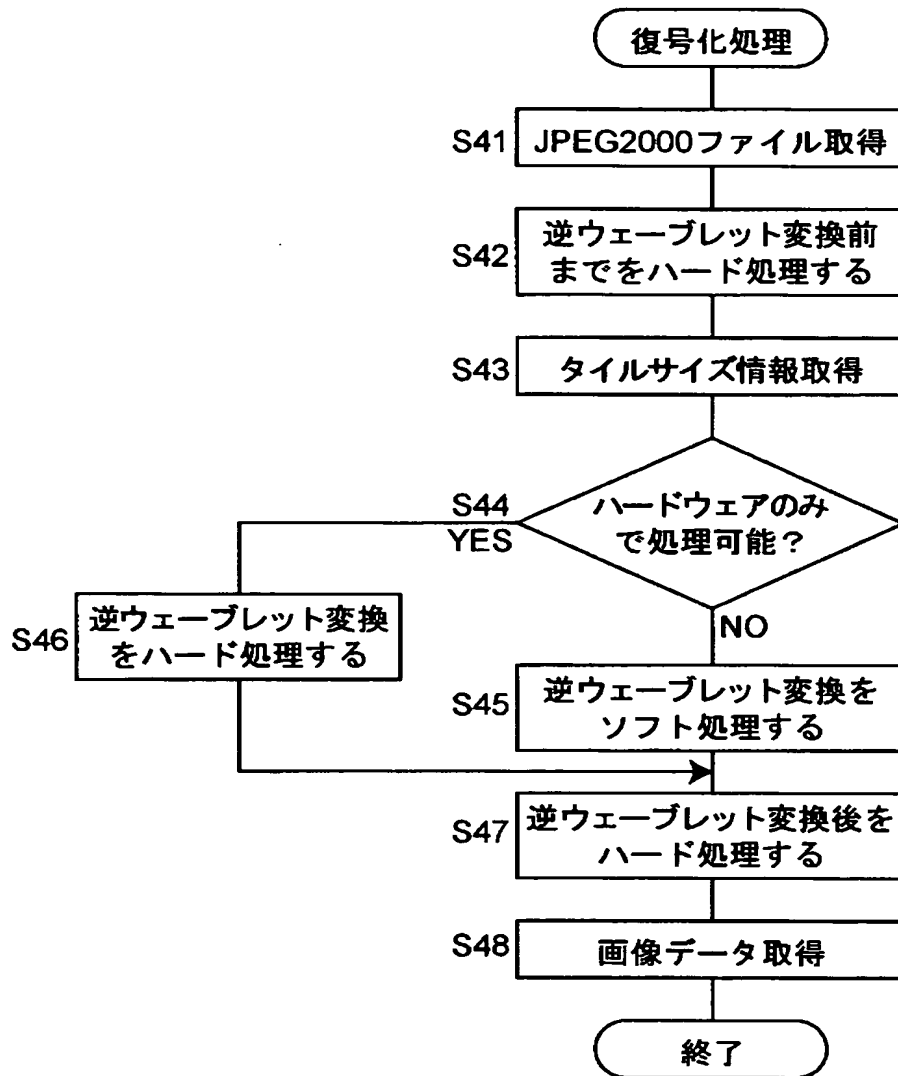 復号化処理
S41
JPEG2000ファイル取得
S42
逆ウェーブレット変換前
までをハード処理する
S43
タイルサイズ情報取得
S44
ハードウェアのみ
で処理可能？
YES
NO
S46
逆ウェーブレット変換
をハード処理する
S45
逆ウェーブレット変換を
ソフト処理する
S47
逆ウェーブレット変換後を
ハード処理する
S48
画像データ取得
終了